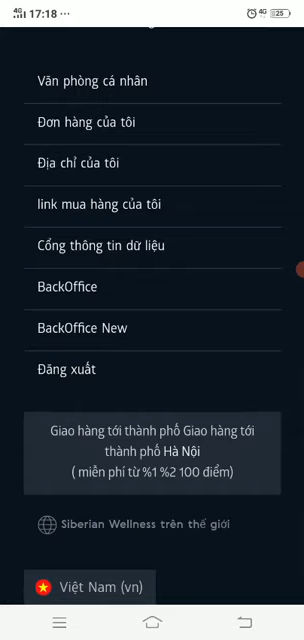 4G 17:18 ··· 4G 25
Văn phòng cá nhân
Đơn hàng của tôi
Địa chỉ của tôi
link mua hàng của tôi
Cổng thông tin dữ liệu
BackOffice
BackOffice New
Đăng xuất
Giao hàng tới thành phố Giao hàng tới
thành phố Hà Nội
( miễn phí từ %1 %2 100 điểm)
Siberian Wellness trên thế giới
Việt Nam (vn)